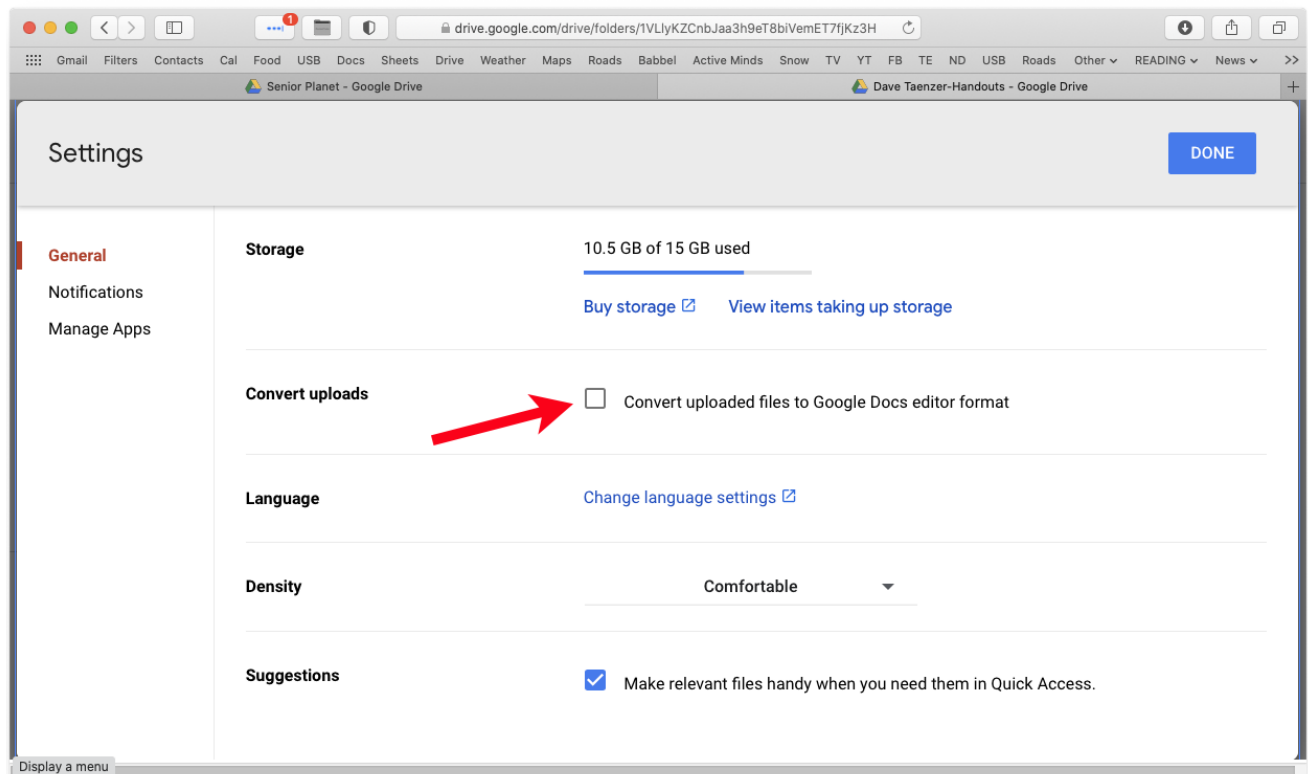 1
drive.google.com/drive/folders/1VLlyKZCnbJaa3h9eT8biVemET7fjKz3H
Gmail Filters Contacts Cal Food USB Docs Sheets Drive Weather Maps Roads Babbel Active Minds Snow TV YT FB TE ND USB Roads Other READING News >>
Senior Planet - Google Drive Dave Taenzer-Handouts - Google Drive +
Settings DONE
General
Notifications
Manage Apps
Storage 10.5 GB of 15 GB used
Buy storage View items taking up storage
Convert uploads Convert uploaded files to Google Docs editor format
Language Change language settings
Density Comfortable
Suggestions Make relevant files handy when you need them in Quick Access.
Display a menu